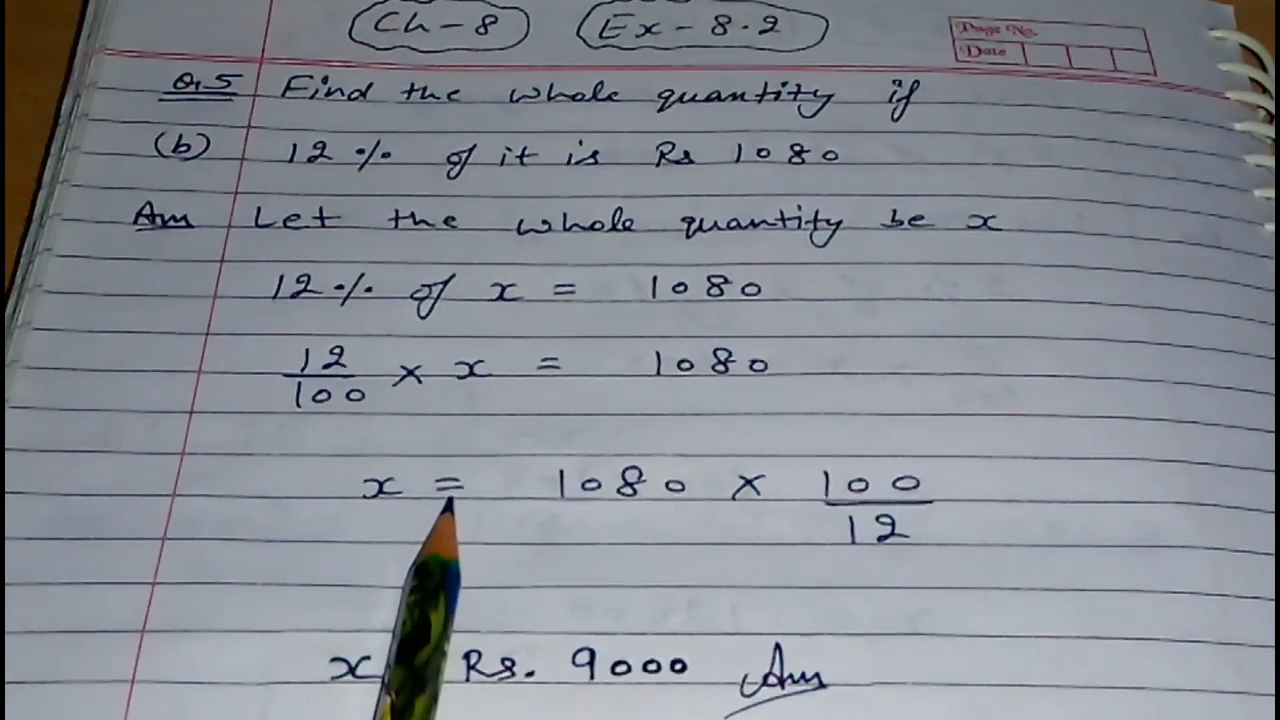 Ch-8 Ex-8.2
Page No.
Date
Q.5 Find the whole quantity if
(b) 12% of it is Rs 1080
Ans Let the whole quantity be x
12% of x = 1080
12/100 × x = 1080
x = 1080 × 100/12
x Rs. 9000 Ans